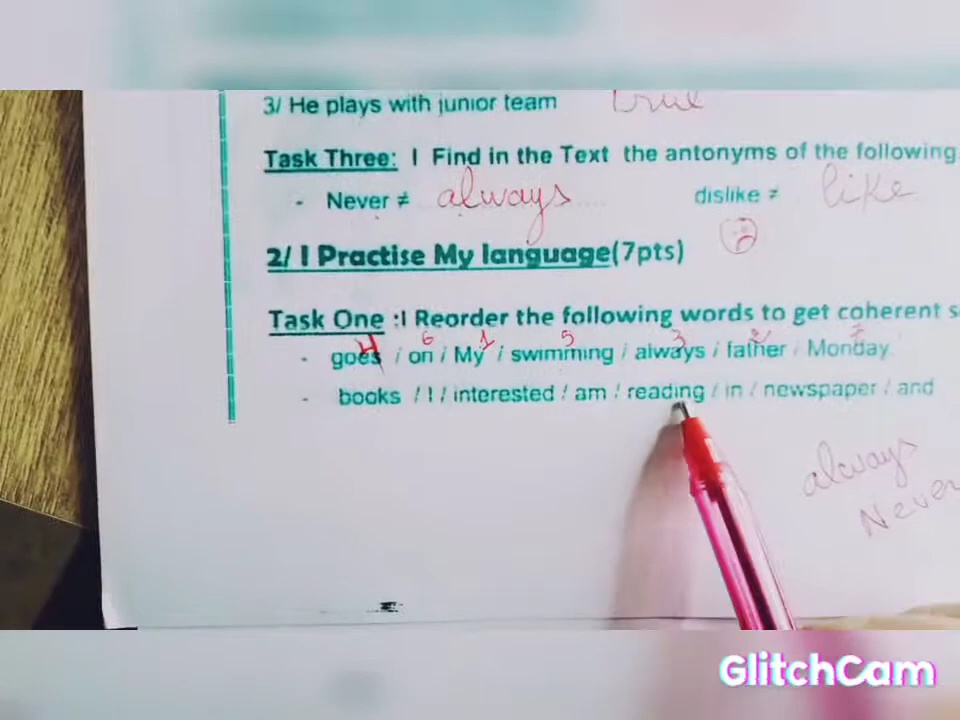 3/ He plays with junior team true
Task Three: I Find in the Text the antonyms of the following
- Never ≠ always dislike ≠ like
2/ I Practise My language(7pts)
Task One :I Reorder the following words to get coherent s
4 6 1 5 3 2 7
- goes / on / My / swimming / always / father / Monday
- books / I / interested / am / reading / in / newspaper / and
always
Never
GlitchCam